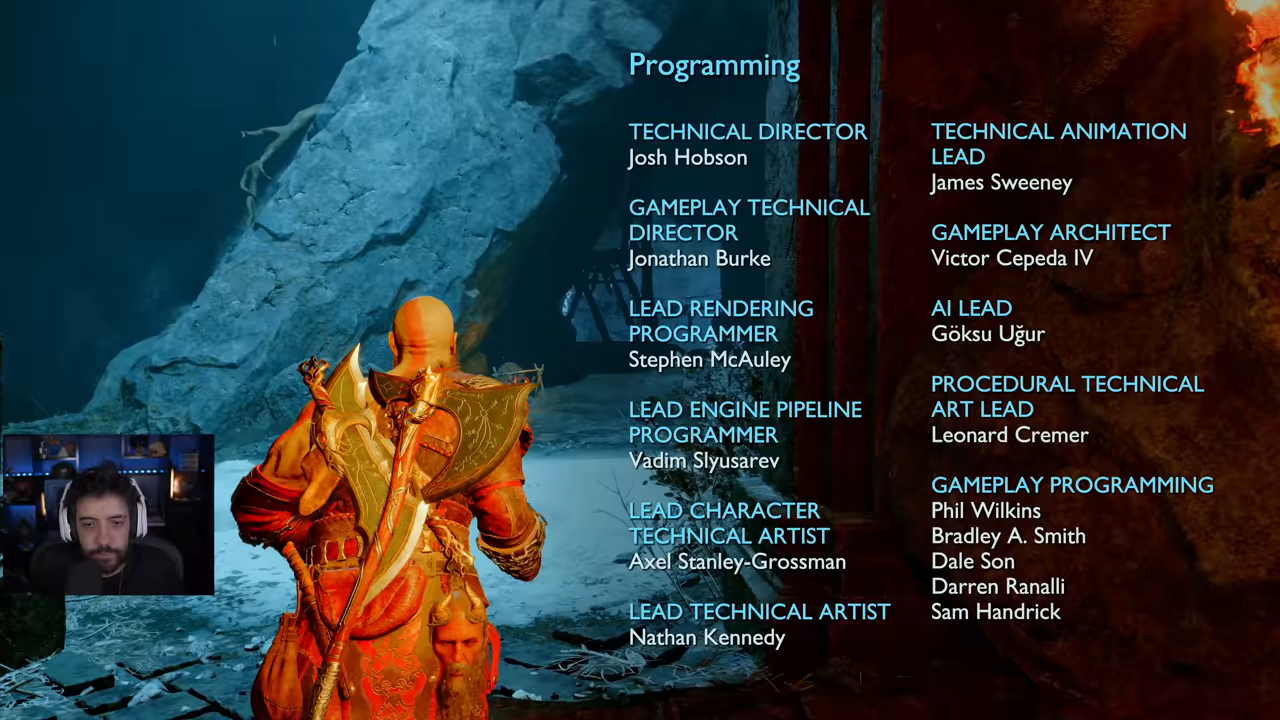 Programming
TECHNICAL DIRECTOR
Josh Hobson
GAMEPLAY TECHNICAL
DIRECTOR
Jonathan Burke
LEAD RENDERING
PROGRAMMER
Stephen McAuley
LEAD ENGINE PIPELINE
PROGRAMMER
Vadim Slyusarev
LEAD CHARACTER
TECHNICAL ARTIST
Axel Stanley-Grossman
LEAD TECHNICAL ARTIST
Nathan Kennedy
TECHNICAL ANIMATION
LEAD
James Sweeney
GAMEPLAY ARCHITECT
Victor Cepeda IV
AI LEAD
Göksu Uğur
PROCEDURAL TECHNICAL
ART LEAD
Leonard Cremer
GAMEPLAY PROGRAMMING
Phil Wilkins
Bradley A. Smith
Dale Son
Darren Ranalli
Sam Handrick